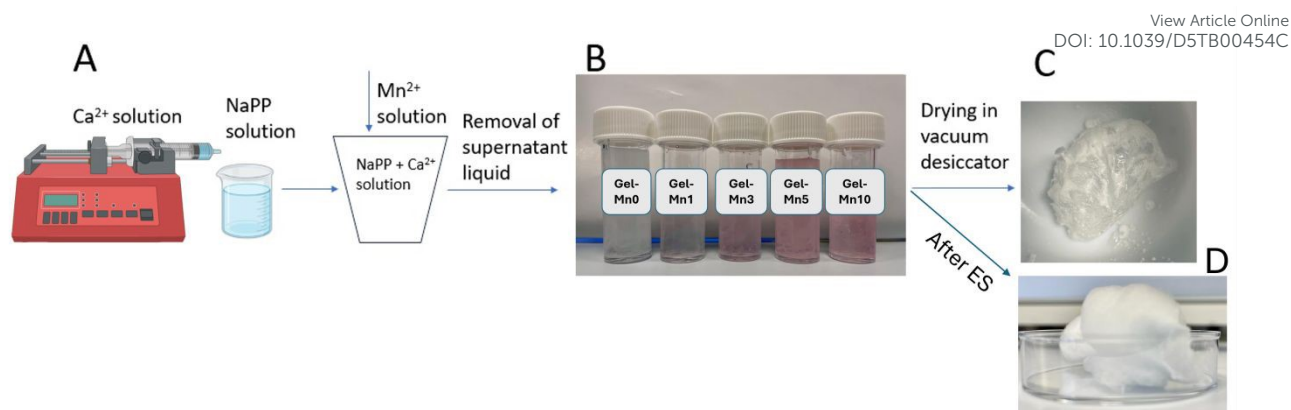 View Article Online
DOI: 10.1039/D5TB00454C
A
Ca²⁺ solution
NaPP
solution
Mn²⁺
solution
NaPP + Ca²⁺
solution
Removal of
supernatant
liquid
B
Gel-
Mn0
Gel-
Mn1
Gel-
Mn3
Gel-
Mn5
Gel-
Mn10
Drying in
vacuum
desiccator
After ES
C
D